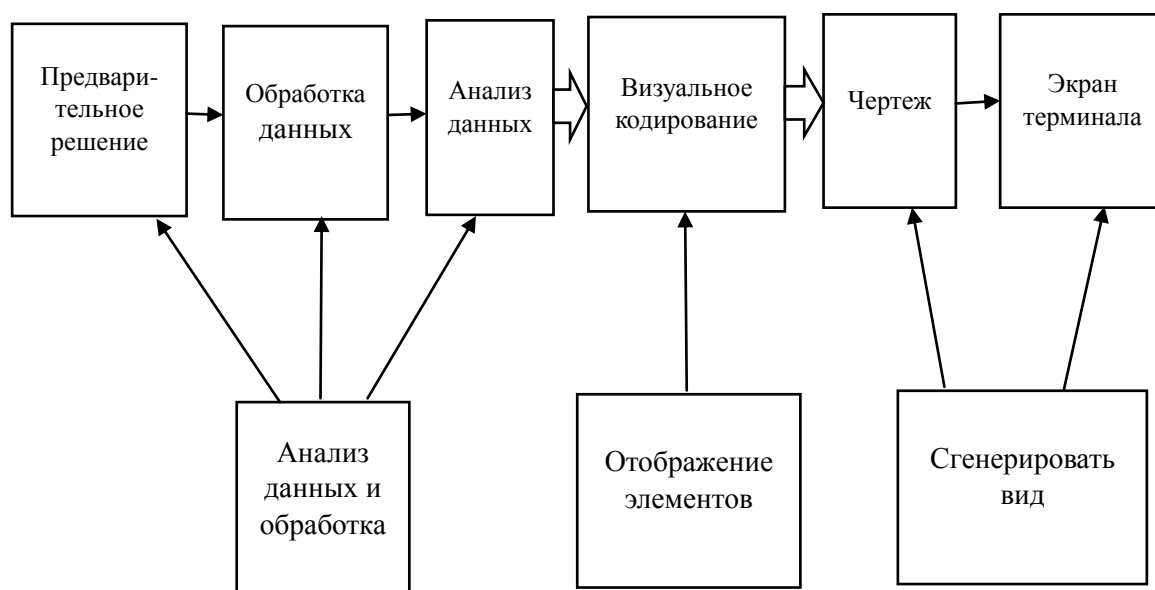 Предвари-
тельное
решение
Обработка
данных
Анализ
данных
Визуальное
кодирование
Чертеж
Экран
терминала
Анализ
данных и
обработка
Отображение
элементов
Сгенерировать
вид